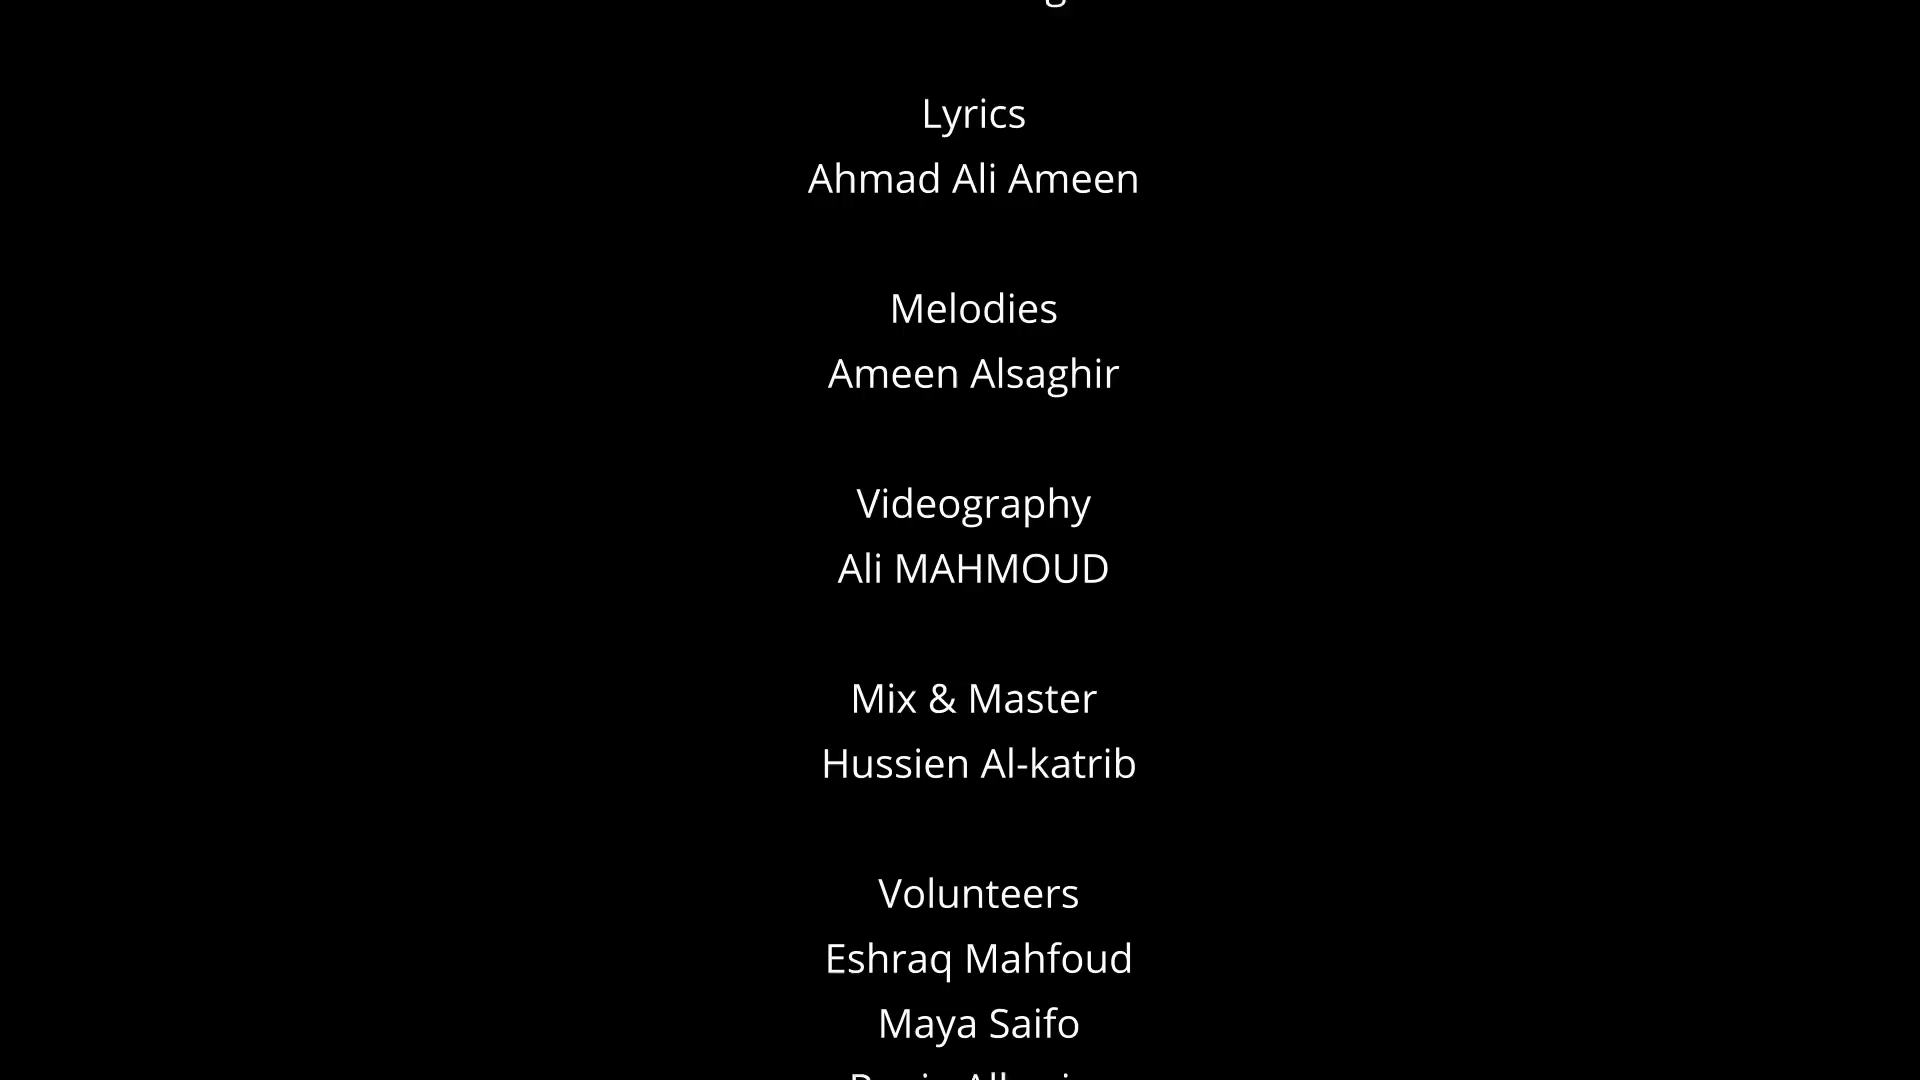 Lyrics
Ahmad Ali Ameen
Melodies
Ameen Alsaghir
Videography
Ali MAHMOUD
Mix & Master
Hussien Al-katrib
Volunteers
Eshraq Mahfoud
Maya Saifo